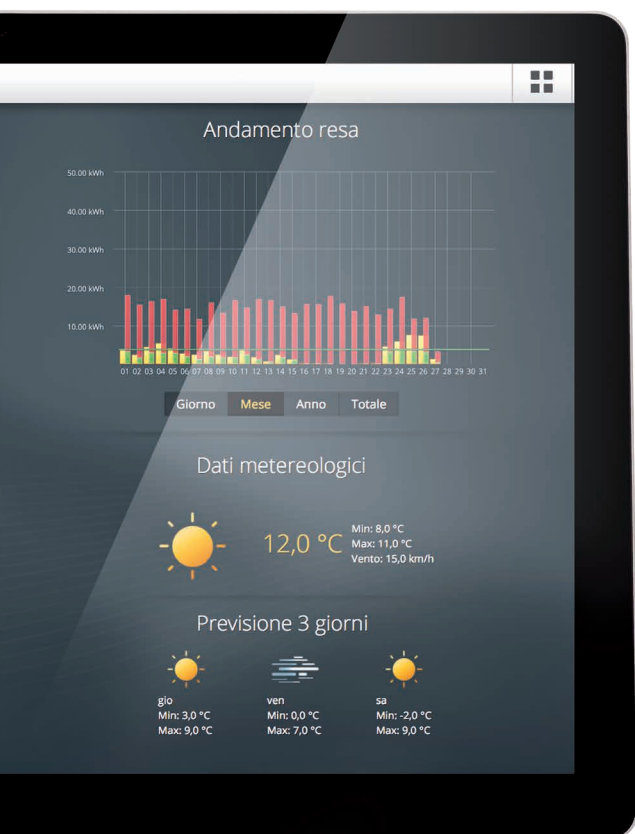 Andamento resa
50.00 kWh
40.00 kWh
30.00 kWh
20.00 kWh
10.00 kWh
01 02 03 04 05 06 07 08 09 10 11 12 13 14 15 16 17 18 19 20 21 22 23 24 25 26 27 28 29 30 31
Giorno Mese Anno Totale
Dati metereologici
12,0 °C
Min: 8,0 °C
Max: 11,0 °C
Vento: 15,0 km/h
Previsione 3 giorni
gio ven sa
Min: 3,0 °C Min: 0,0 °C Min: -2,0 °C
Max: 9,0 °C Max: 7,0 °C Max: 9,0 °C